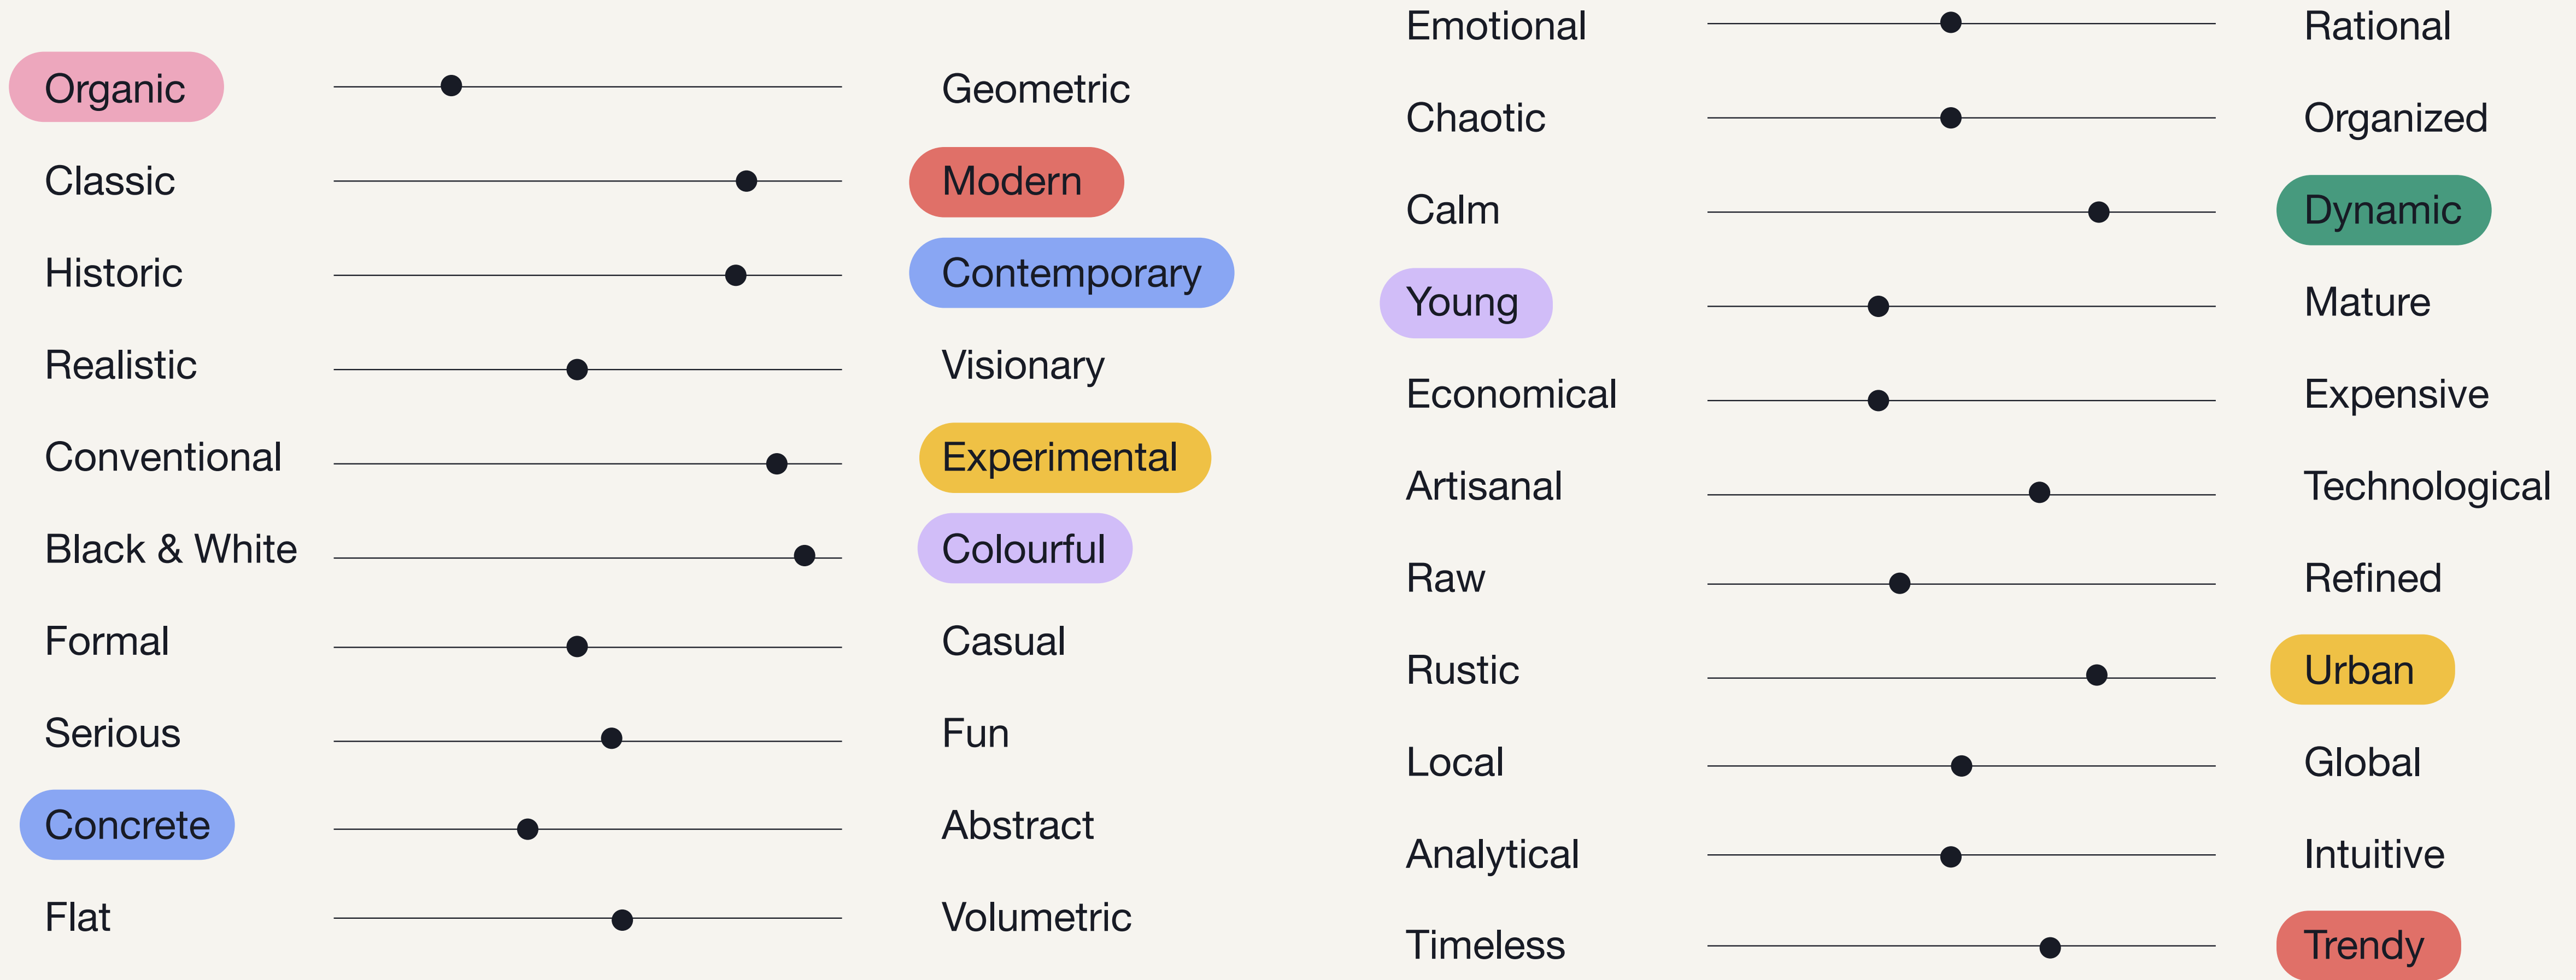 Organic Geometric
Classic Modern
Historic Contemporary
Realistic Visionary
Conventional Experimental
Black & White Colourful
Formal Casual
Serious Fun
Concrete Abstract
Flat Volumetric
Emotional Rational
Chaotic Organized
Calm Dynamic
Young Mature
Economical Expensive
Artisanal Technological
Raw Refined
Rustic Urban
Local Global
Analytical Intuitive
Timeless Trendy